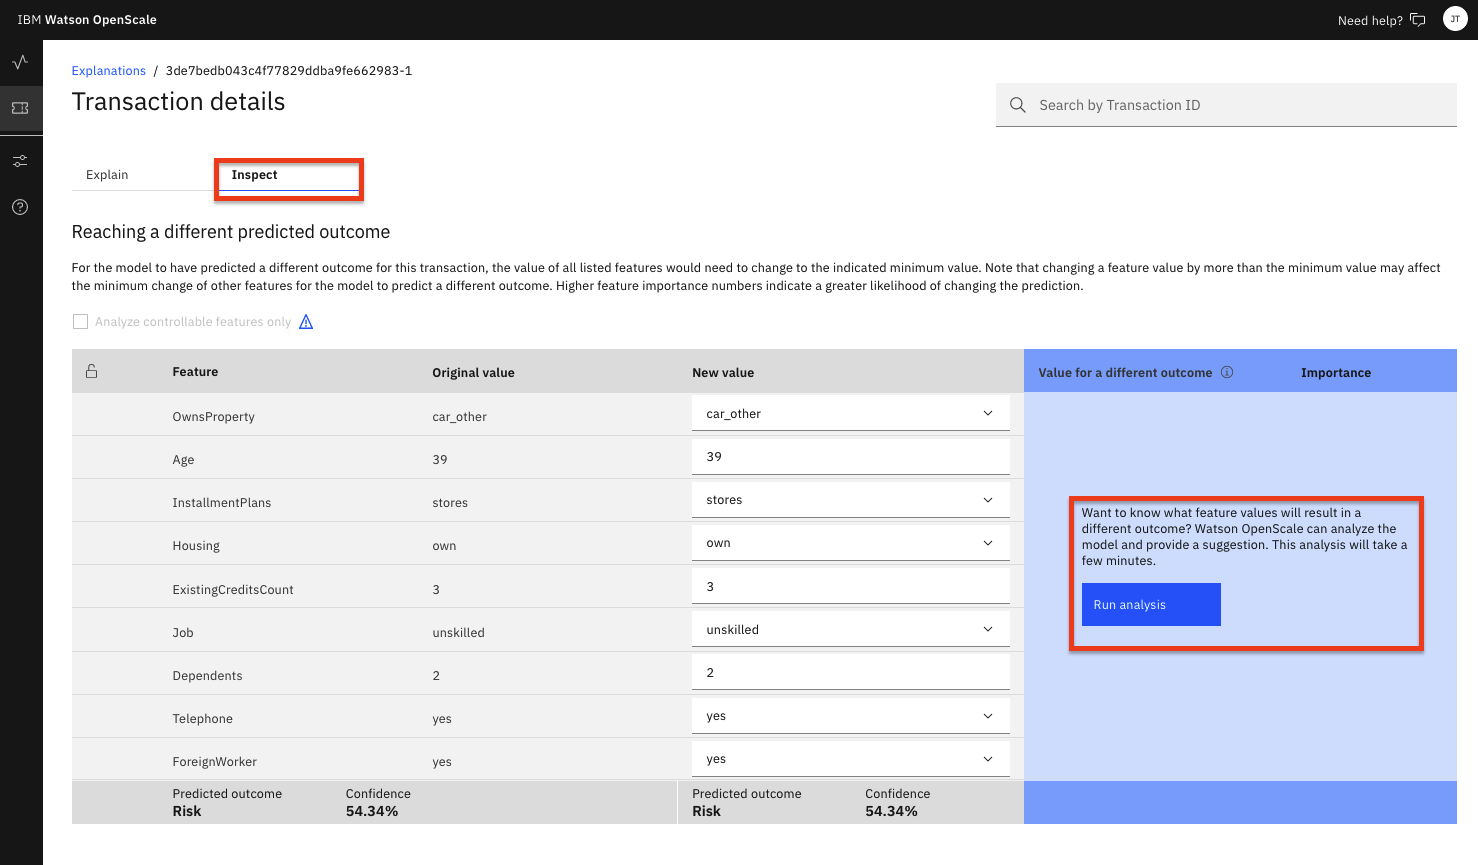 IBM Watson OpenScale
Need help?
JT
Explanations / 3de7bedb043c4f77829ddba9fe662983-1
Transaction details
Search by Transaction ID
Explain
Inspect
Reaching a different predicted outcome
For the model to have predicted a different outcome for this transaction, the value of all listed features would need to change to the indicated minimum value. Note that changing a feature value by more than the minimum value may affect
the minimum change of other features for the model to predict a different outcome. Higher feature importance numbers indicate a greater likelihood of changing the prediction.
Analyze controllable features only
Feature Original value New value Value for a different outcome Importance
OwnsProperty car_other car_other
Age 39 39
InstallmentPlans stores stores
Housing own own
ExistingCreditsCount 3 3
Job unskilled unskilled
Dependents 2 2
Telephone yes yes
ForeignWorker yes yes
Want to know what feature values will result in a
different outcome? Watson OpenScale can analyze the
model and provide a suggestion. This analysis will take a
few minutes.
Run analysis
Predicted outcome Confidence Predicted outcome Confidence
Risk 54.34% Risk 54.34%